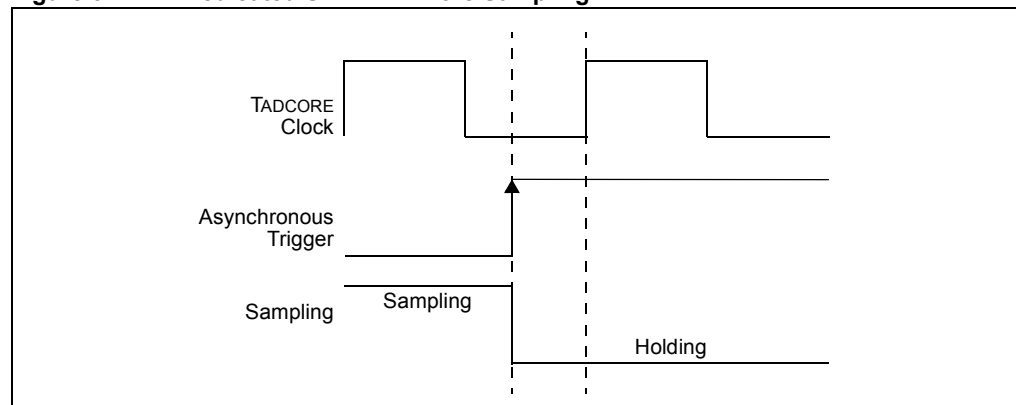 TADCORE
Clock
Asynchronous
Trigger
Sampling
Sampling
Holding